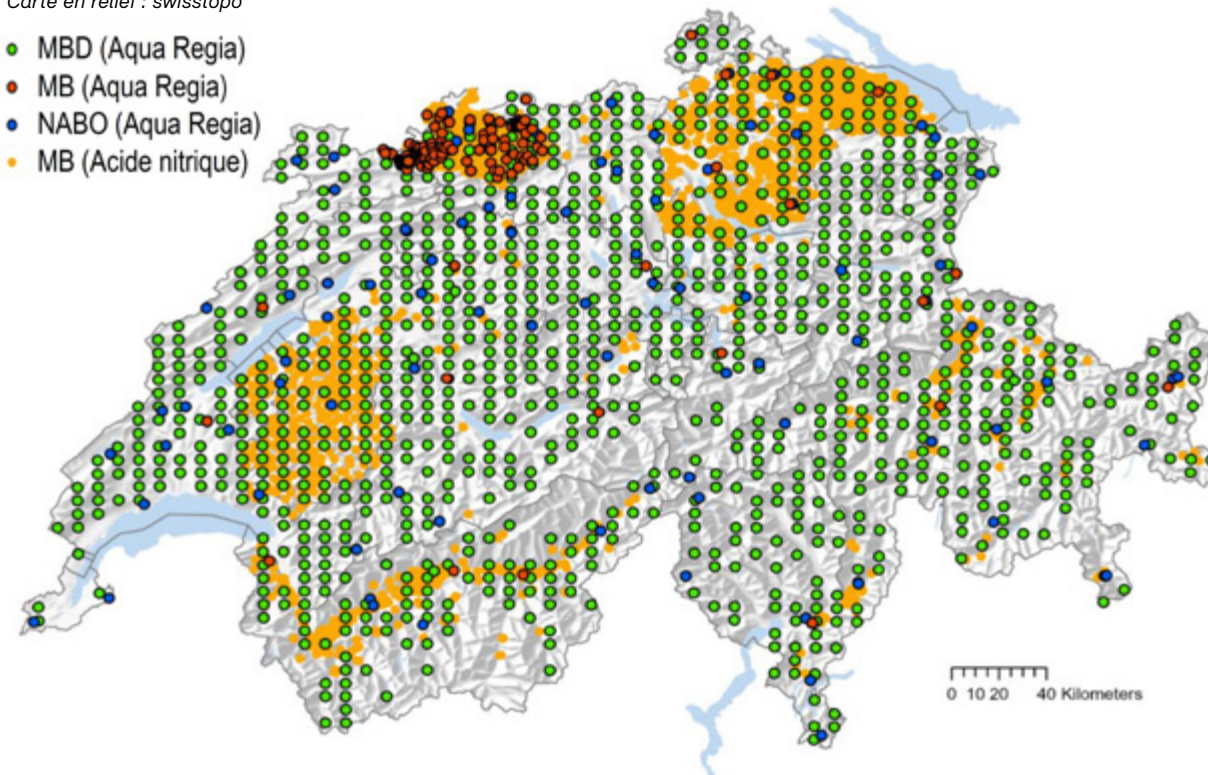 Carte en relief : swisstopo
MBD (Aqua Regia)
MB (Aqua Regia)
NABO (Aqua Regia)
MB (Acide nitrique)
0 10 20 40 Kilometers